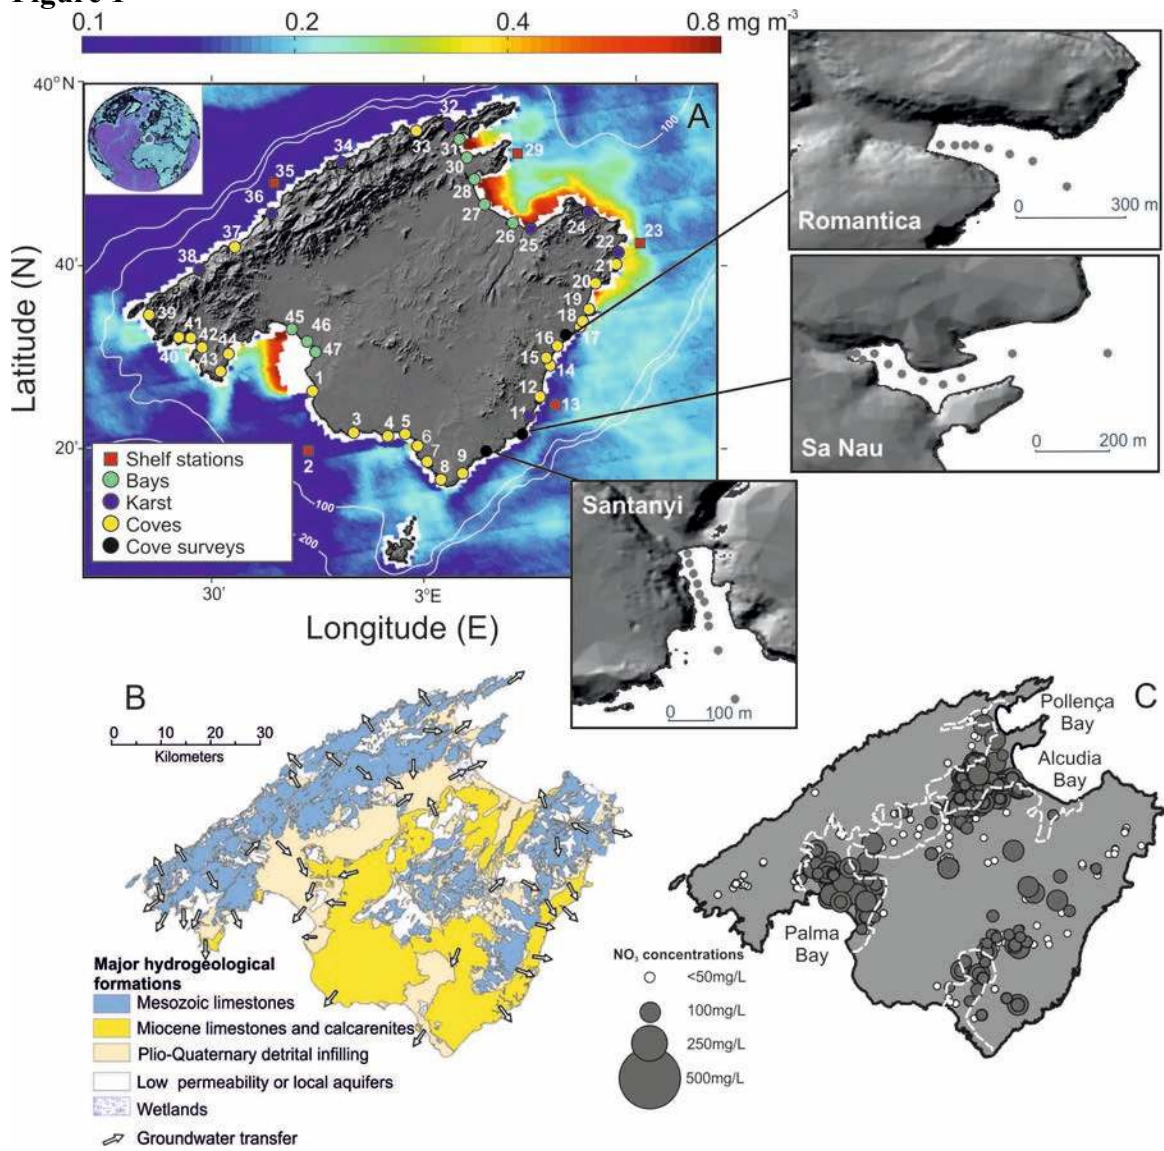 Figure 1
0.1 0.2 0.4 0.8 mg m-3
40°N
40'
20'
Latitude (N)
A
100
32
33
31
29
34
30
35
28
36
27
26
25
24
23
22
37
21
38
20
19
39
18
45
46
17
41
16
42
44
47
15
40
14
43
1
12
13
11
3
4
5
6
7
9
8
2
100
200
Shelf stations
Bays
Karst
Coves
Cove surveys
30' 3°E
Longitude (E)
Romantica
0 300 m
Sa Nau
0 200 m
Santanyi
0 100 m
B
0 10 20 30
Kilometers
Major hydrogeological
formations
Mesozoic limestones
Miocene limestones and calcarenites
Plio-Quaternary detrital infilling
Low permeability or local aquifers
Wetlands
Groundwater transfer
C
Pollença
Bay
Alcudia
Bay
Palma
Bay
NO3 concentrations
<50mg/L
100mg/L
250mg/L
500mg/L